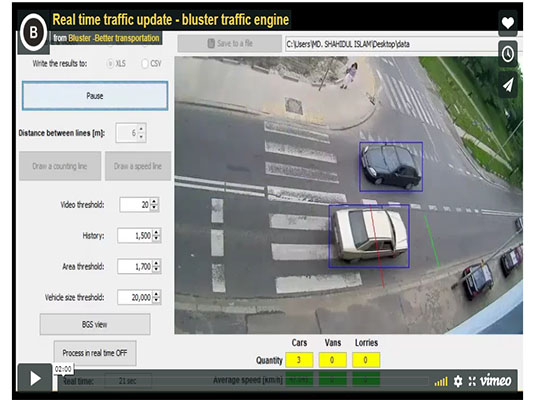 B
Real time traffic update - bluster traffic engine
from Bluster -Better transportation
Save to a file
C:\Users\MD. SHAHIDUL ISLAM\Desktop\data
Write the results to:
XLS
CSV
Pause
Distance between lines [m]:
6
Draw a counting line
Draw a speed line
Video threshold:
20
History:
1,500
Area threshold:
1,700
Vehicle size threshold:
20,000
BGS view
Process in real time OFF
Cars Vans Lorries
Quantity 3 0 0
02:00
Real time:
21 sec
Average speed [km/h]
vimeo